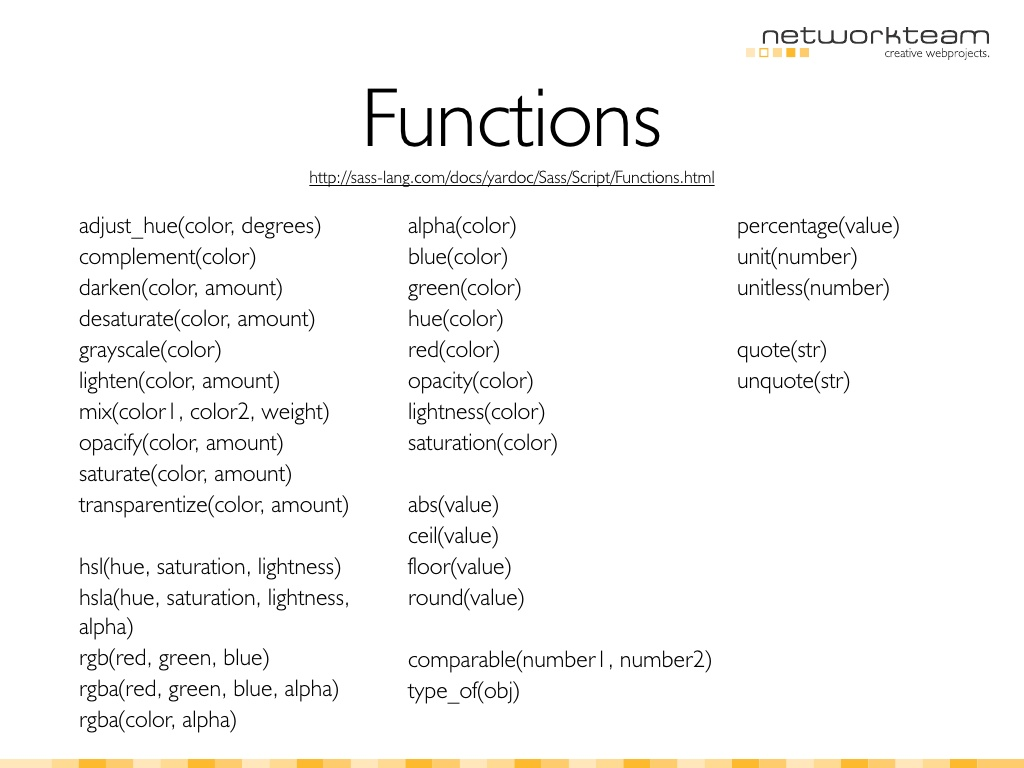 networkteam
creative webprojects.
Functions
http://sass-lang.com/docs/yardoc/Sass/Script/Functions.html
adjust_hue(color, degrees)
complement(color)
darken(color, amount)
desaturate(color, amount)
grayscale(color)
lighten(color, amount)
mix(color1, color2, weight)
opacify(color, amount)
saturate(color, amount)
transparentize(color, amount)
hsl(hue, saturation, lightness)
hsla(hue, saturation, lightness,
alpha)
rgb(red, green, blue)
rgba(red, green, blue, alpha)
rgba(color, alpha)
alpha(color)
blue(color)
green(color)
hue(color)
red(color)
opacity(color)
lightness(color)
saturation(color)
abs(value)
ceil(value)
floor(value)
round(value)
comparable(number1, number2)
type_of(obj)
percentage(value)
unit(number)
unitless(number)
quote(str)
unquote(str)